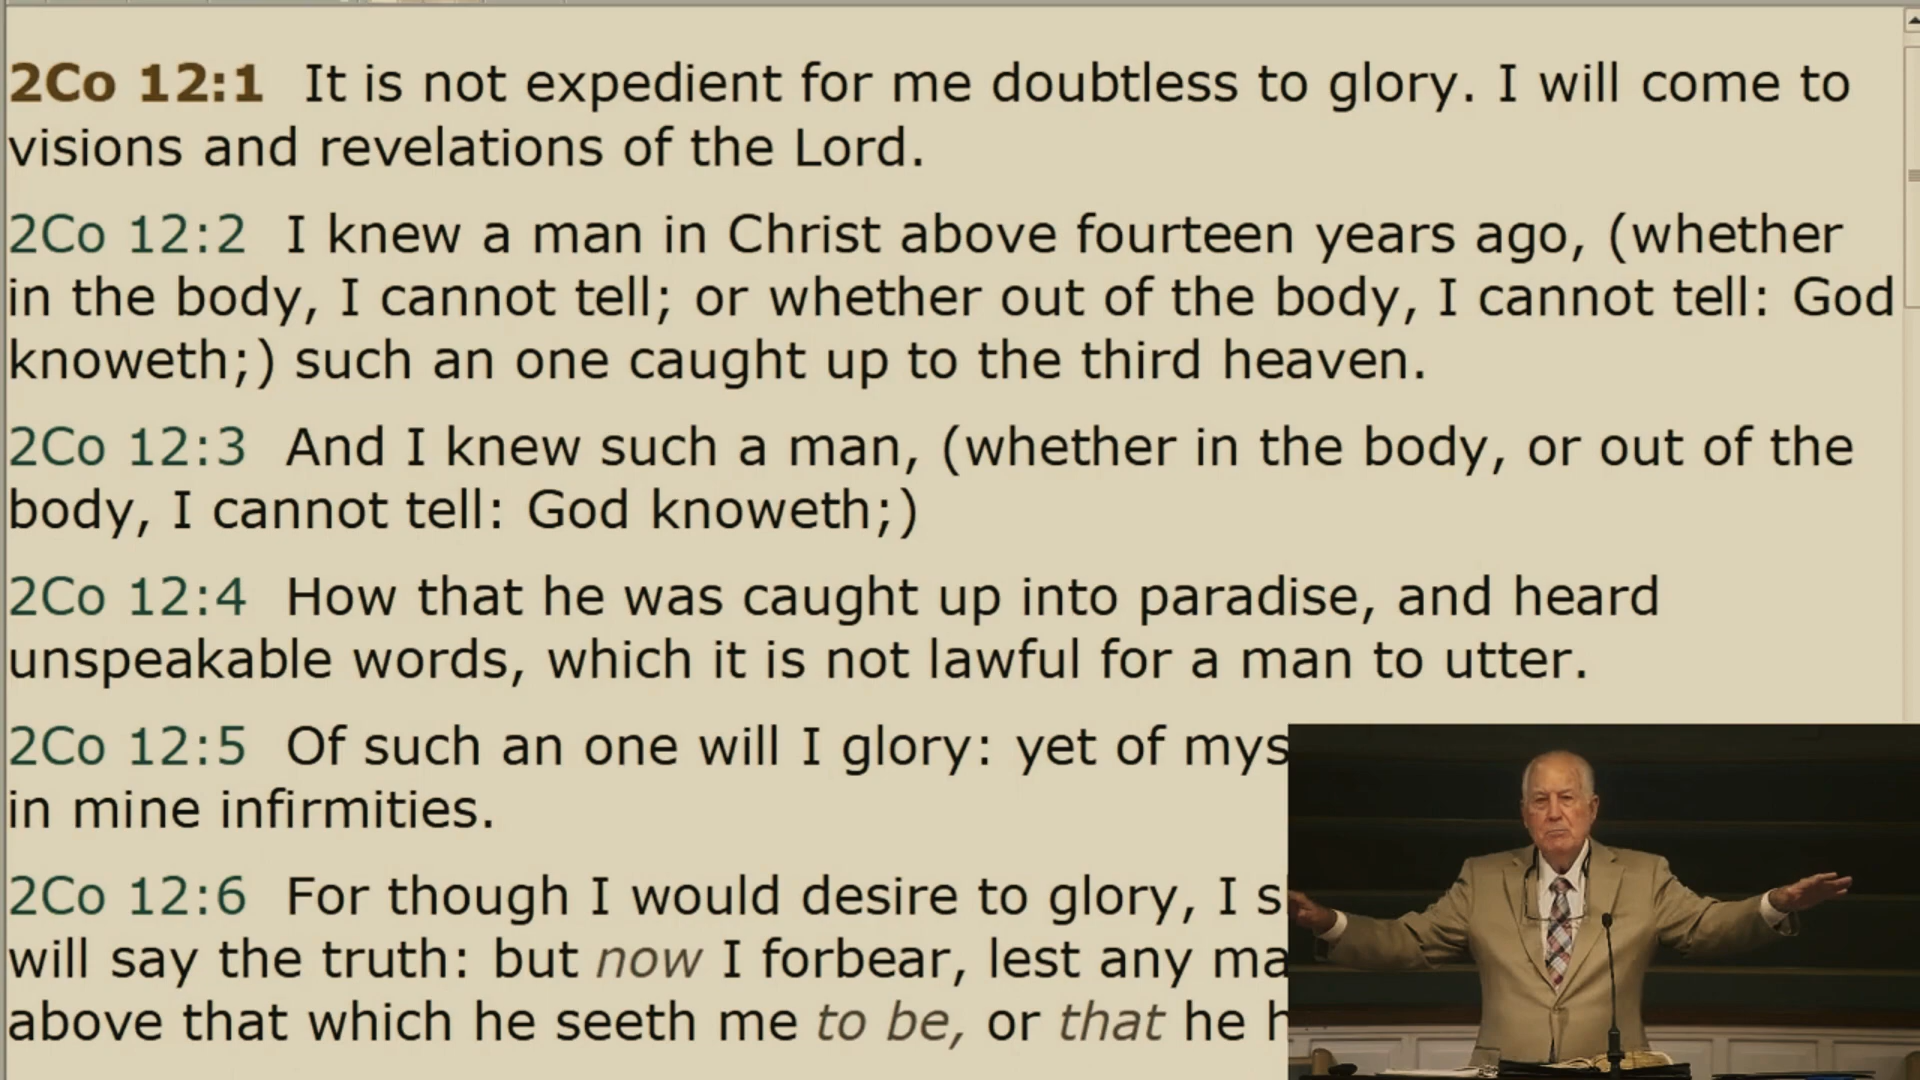 2Co 12:1 It is not expedient for me doubtless to glory. I will come to
visions and revelations of the Lord.
2Co 12:2 I knew a man in Christ above fourteen years ago, (whether
in the body, I cannot tell; or whether out of the body, I cannot tell: God
knoweth;) such an one caught up to the third heaven.
2Co 12:3 And I knew such a man, (whether in the body, or out of the
body, I cannot tell: God knoweth;)
2Co 12:4 How that he was caught up into paradise, and heard
unspeakable words, which it is not lawful for a man to utter.
2Co 12:5 Of such an one will I glory: yet of mys
in mine infirmities.
2Co 12:6 For though I would desire to glory, I s
will say the truth: but now I forbear, lest any ma
above that which he seeth me to be, or that he h